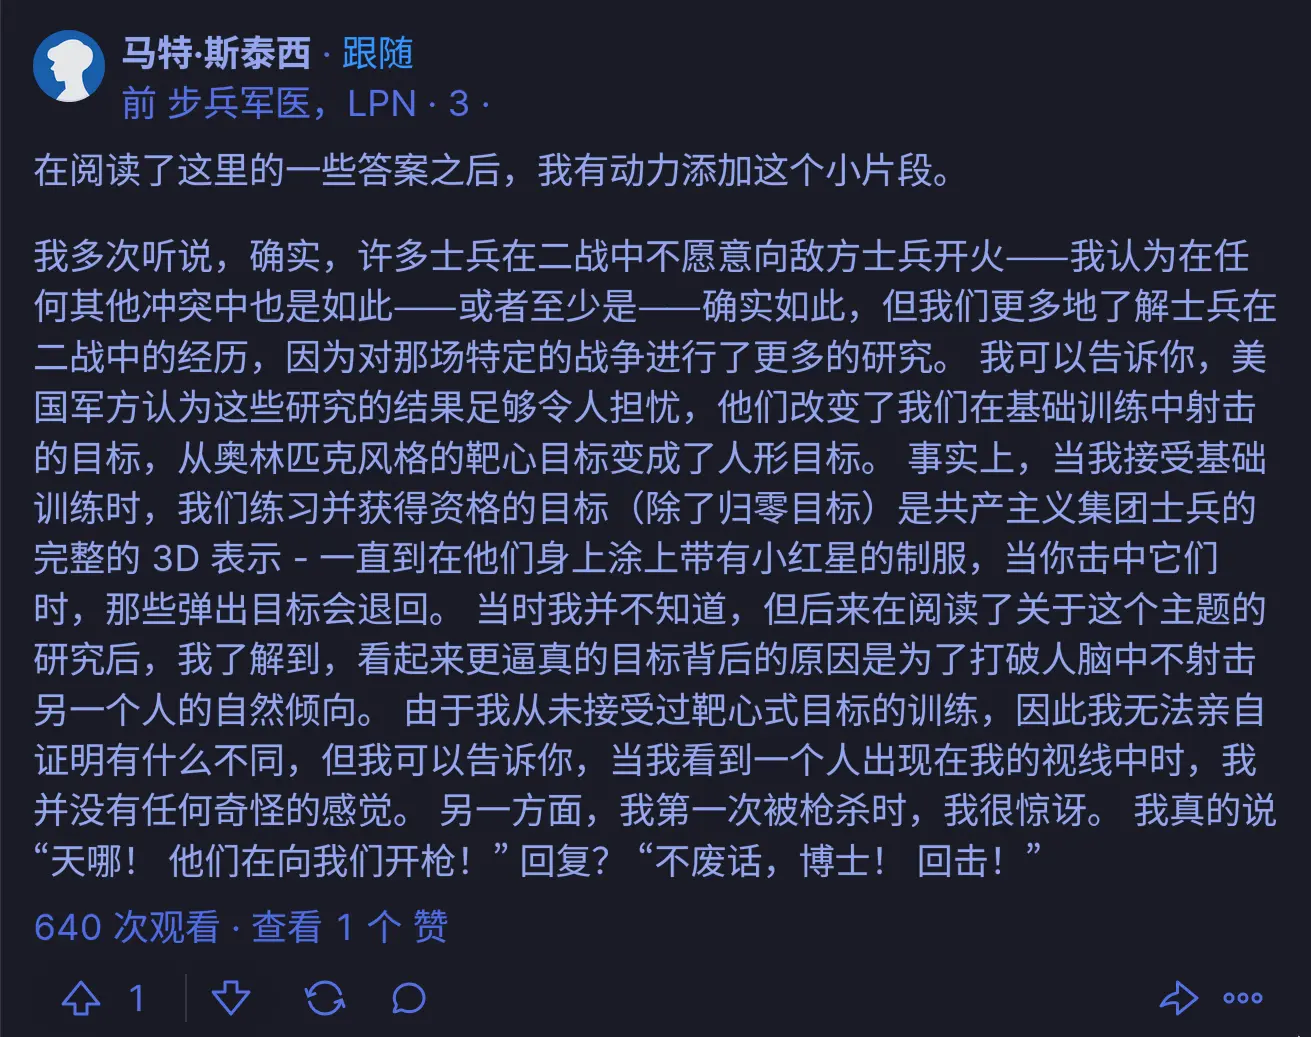 马特·斯泰西 · 跟随
前 步兵军医，LPN · 3 ·
在阅读了这里的一些答案之后，我有动力添加这个小片段。
我多次听说，确实，许多士兵在二战中不愿意向敌方士兵开火——我认为在任
何其他冲突中也是如此——或者至少是——确实如此，但我们更多地了解士兵在
二战中的经历，因为对那场特定的战争进行了更多的研究。 我可以告诉你，美
国军方认为这些研究的结果足够令人担忧，他们改变了我们在基础训练中射击
的目标，从奥林匹克风格的靶心目标变成了人形目标。 事实上，当我接受基础
训练时，我们练习并获得资格的目标（除了归零目标）是共产主义集团士兵的
完整的 3D 表示 - 一直到在他们身上涂上带有小红星的制服，当你击中它们
时，那些弹出目标会退回。 当时我并不知道，但后来在阅读了关于这个主题的
研究后，我了解到，看起来更逼真的目标背后的原因是为了打破人脑中不射击
另一个人的自然倾向。 由于我从未接受过靶心式目标的训练，因此我无法亲自
证明有什么不同，但我可以告诉你，当我看到一个人出现在我的视线中时，我
并没有任何奇怪的感觉。 另一方面，我第一次被枪杀时，我很惊讶。 我真的说
“天哪！ 他们在向我们开枪！” 回复？ “不废话，博士！ 回击！”
640 次观看 · 查看 1 个 赞
1